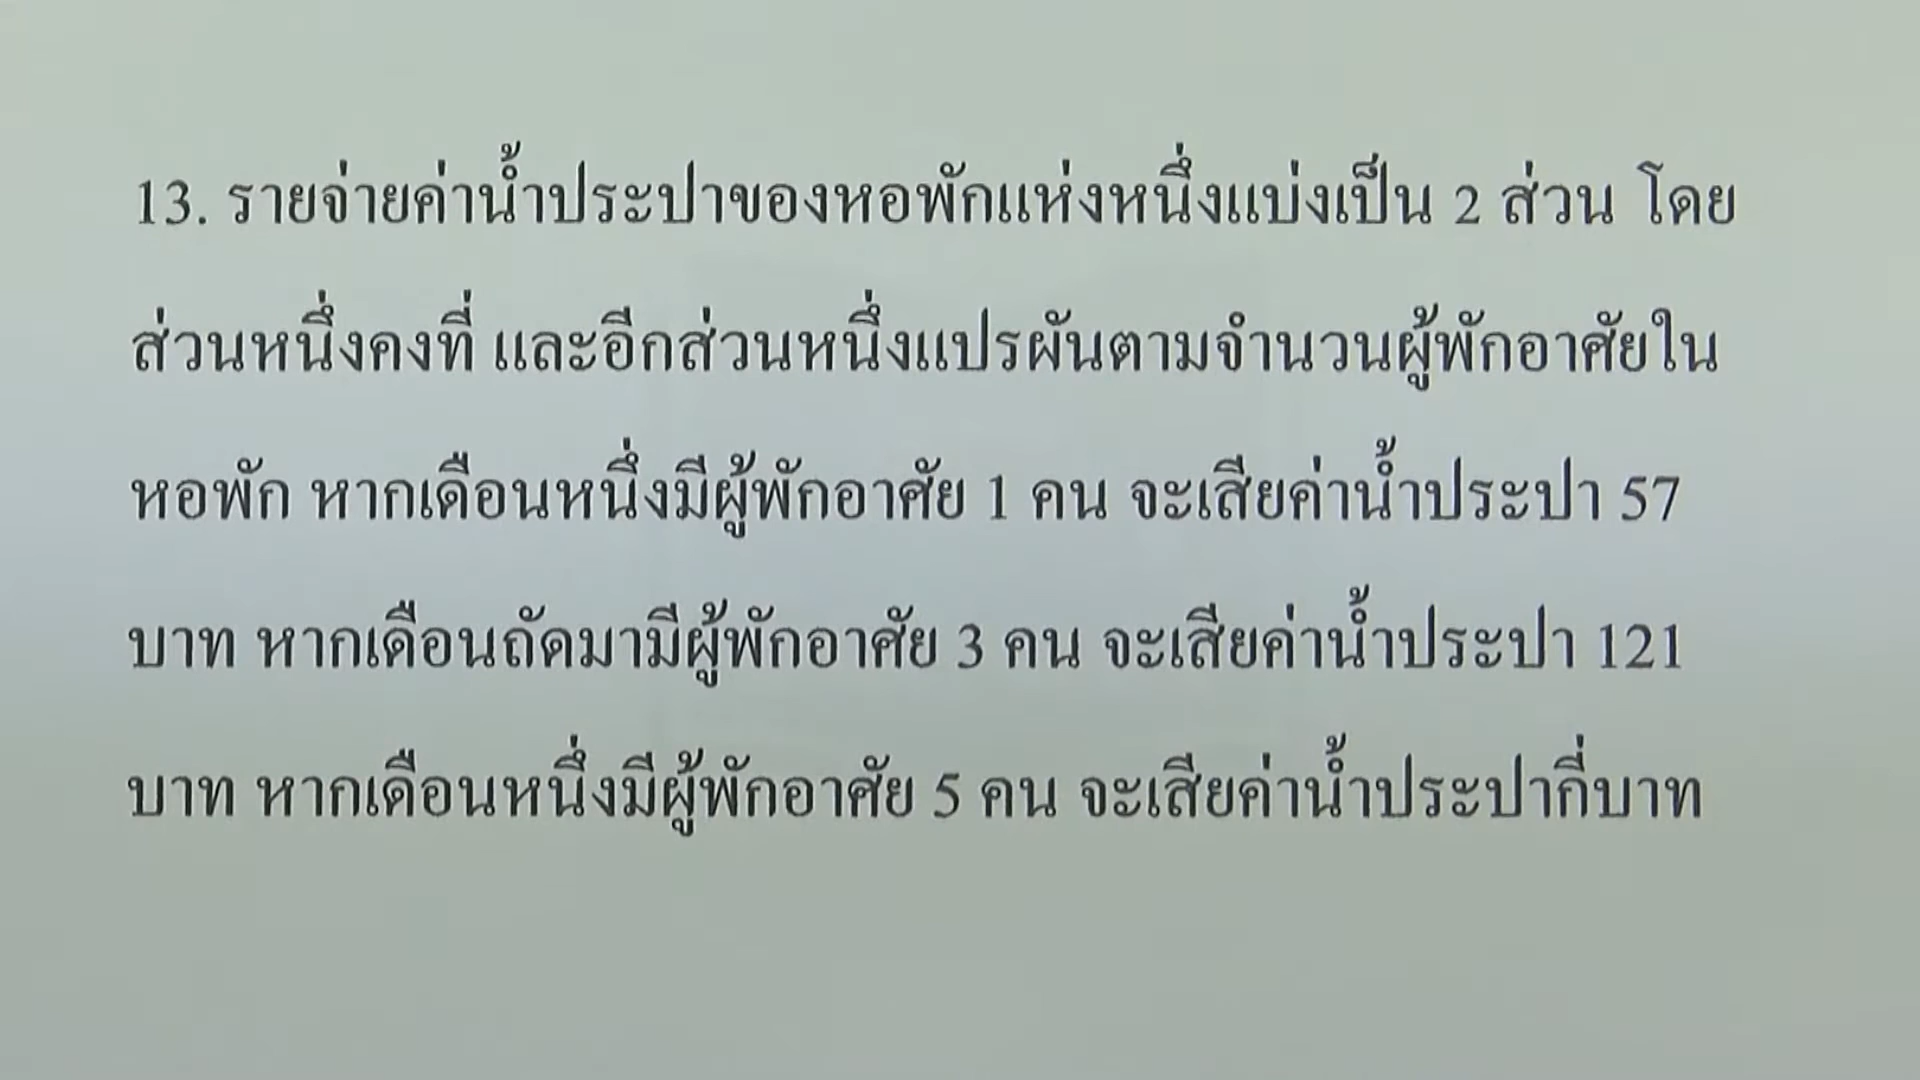 13. รายจ่ายค่าน้ำประปาของหอพักแห่งหนึ่งแบ่งเป็น 2 ส่วน โดย
ส่วนหนึ่งคงที่ และอีกส่วนหนึ่งแปรผันตามจำนวนผู้พักอาศัยใน
หอพัก หากเดือนหนึ่งมีผู้พักอาศัย 1 คน จะเสียค่าน้ำประปา 57
บาท หากเดือนถัดมามีผู้พักอาศัย 3 คน จะเสียค่าน้ำประปา 121
บาท หากเดือนหนึ่งมีผู้พักอาศัย 5 คน จะเสียค่าน้ำประปากี่บาท